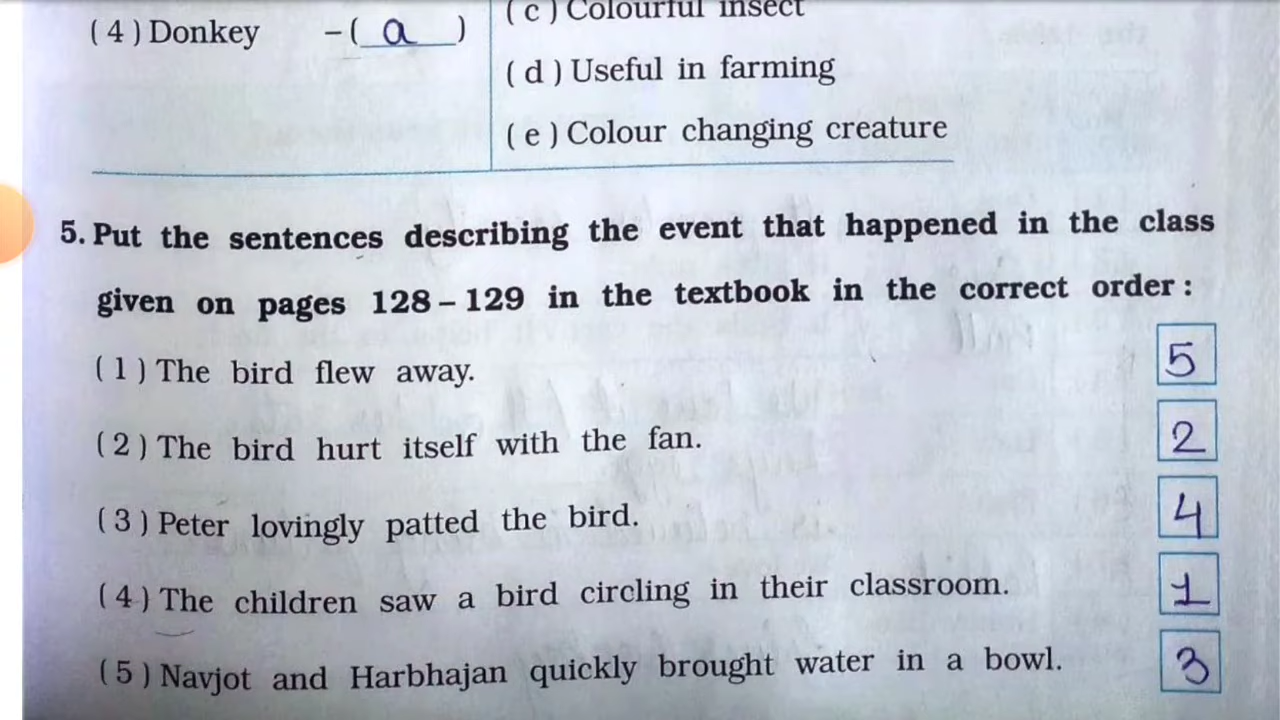 (4) Donkey –( a )
(c) Colourful insect
(d) Useful in farming
(e) Colour changing creature
5. Put the sentences describing the event that happened in the class
given on pages 128 – 129 in the textbook in the correct order :
(1) The bird flew away. 5
(2) The bird hurt itself with the fan. 2
(3) Peter lovingly patted the bird. 4
(4) The children saw a bird circling in their classroom. 1
(5) Navjot and Harbhajan quickly brought water in a bowl. 3